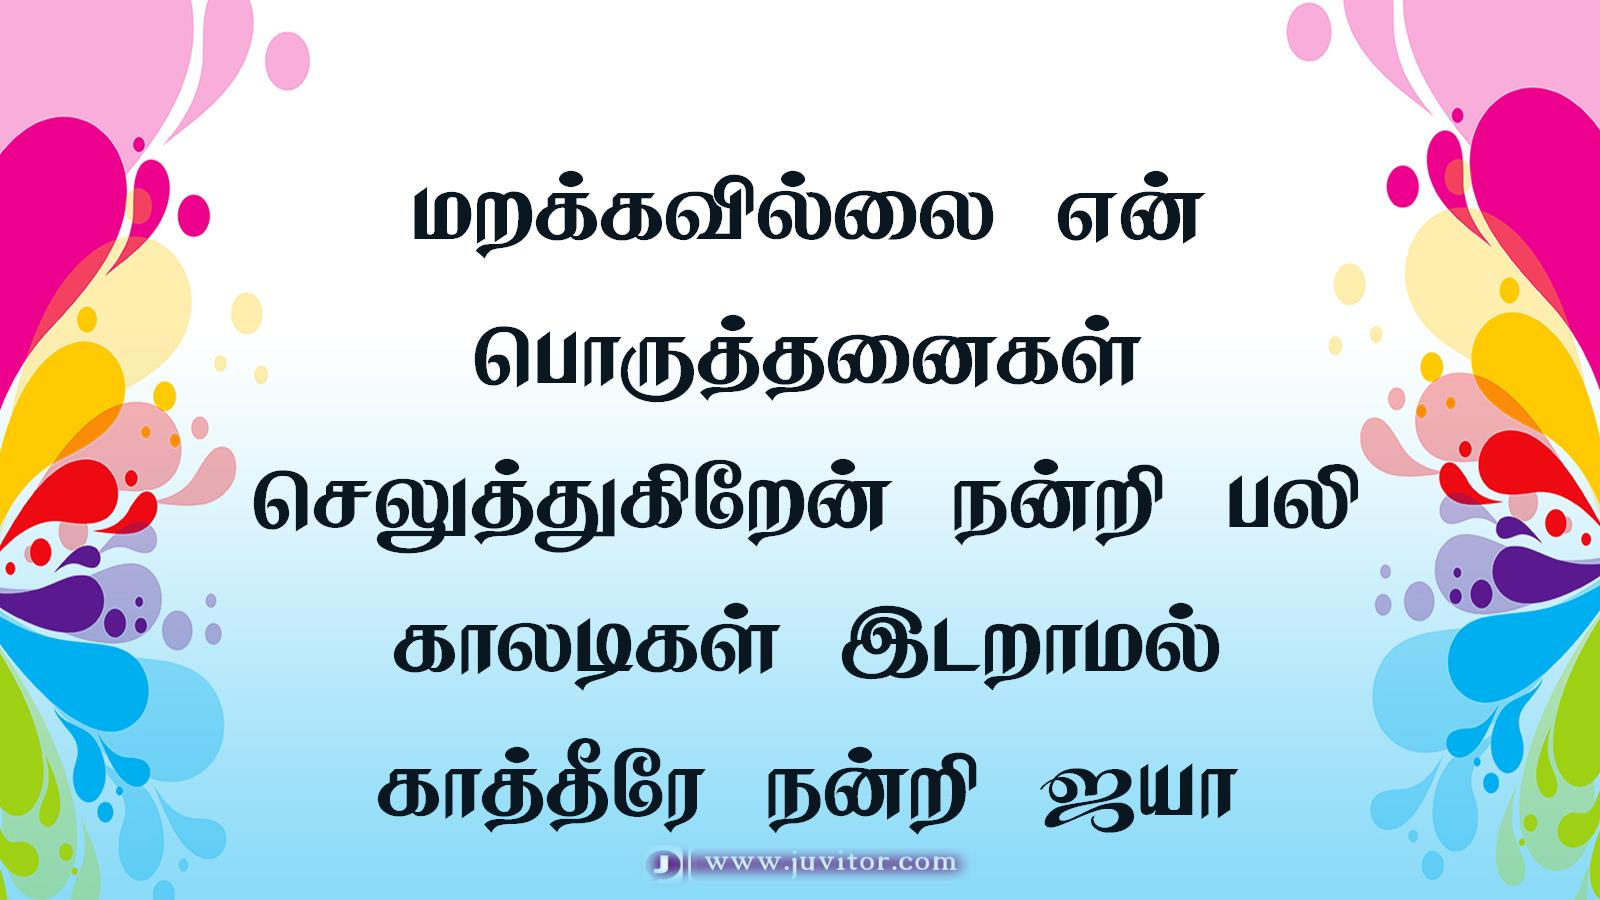 மறக்கவில்லை என்
பொருத்தனைகள்
செலுத்துகிறேன் நன்றி பலி
காலடிகள் இடறாமல்
காத்தீரே நன்றி ஐயா
J | www.juvitor.com